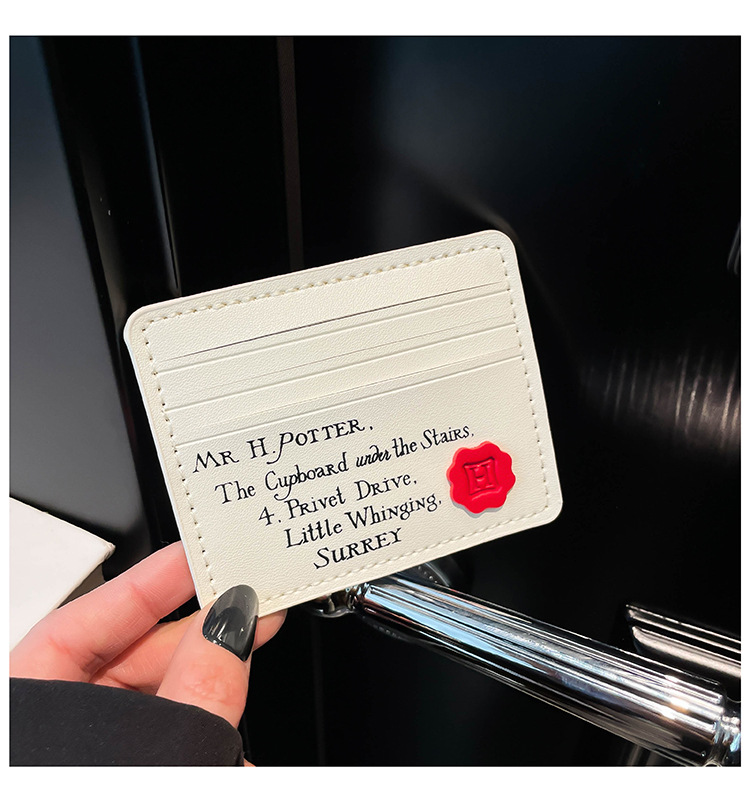 MR H. POTTER,
The Cupboard under the Stairs,
4. Privet Drive,
Little Whinging,
SURREY
H